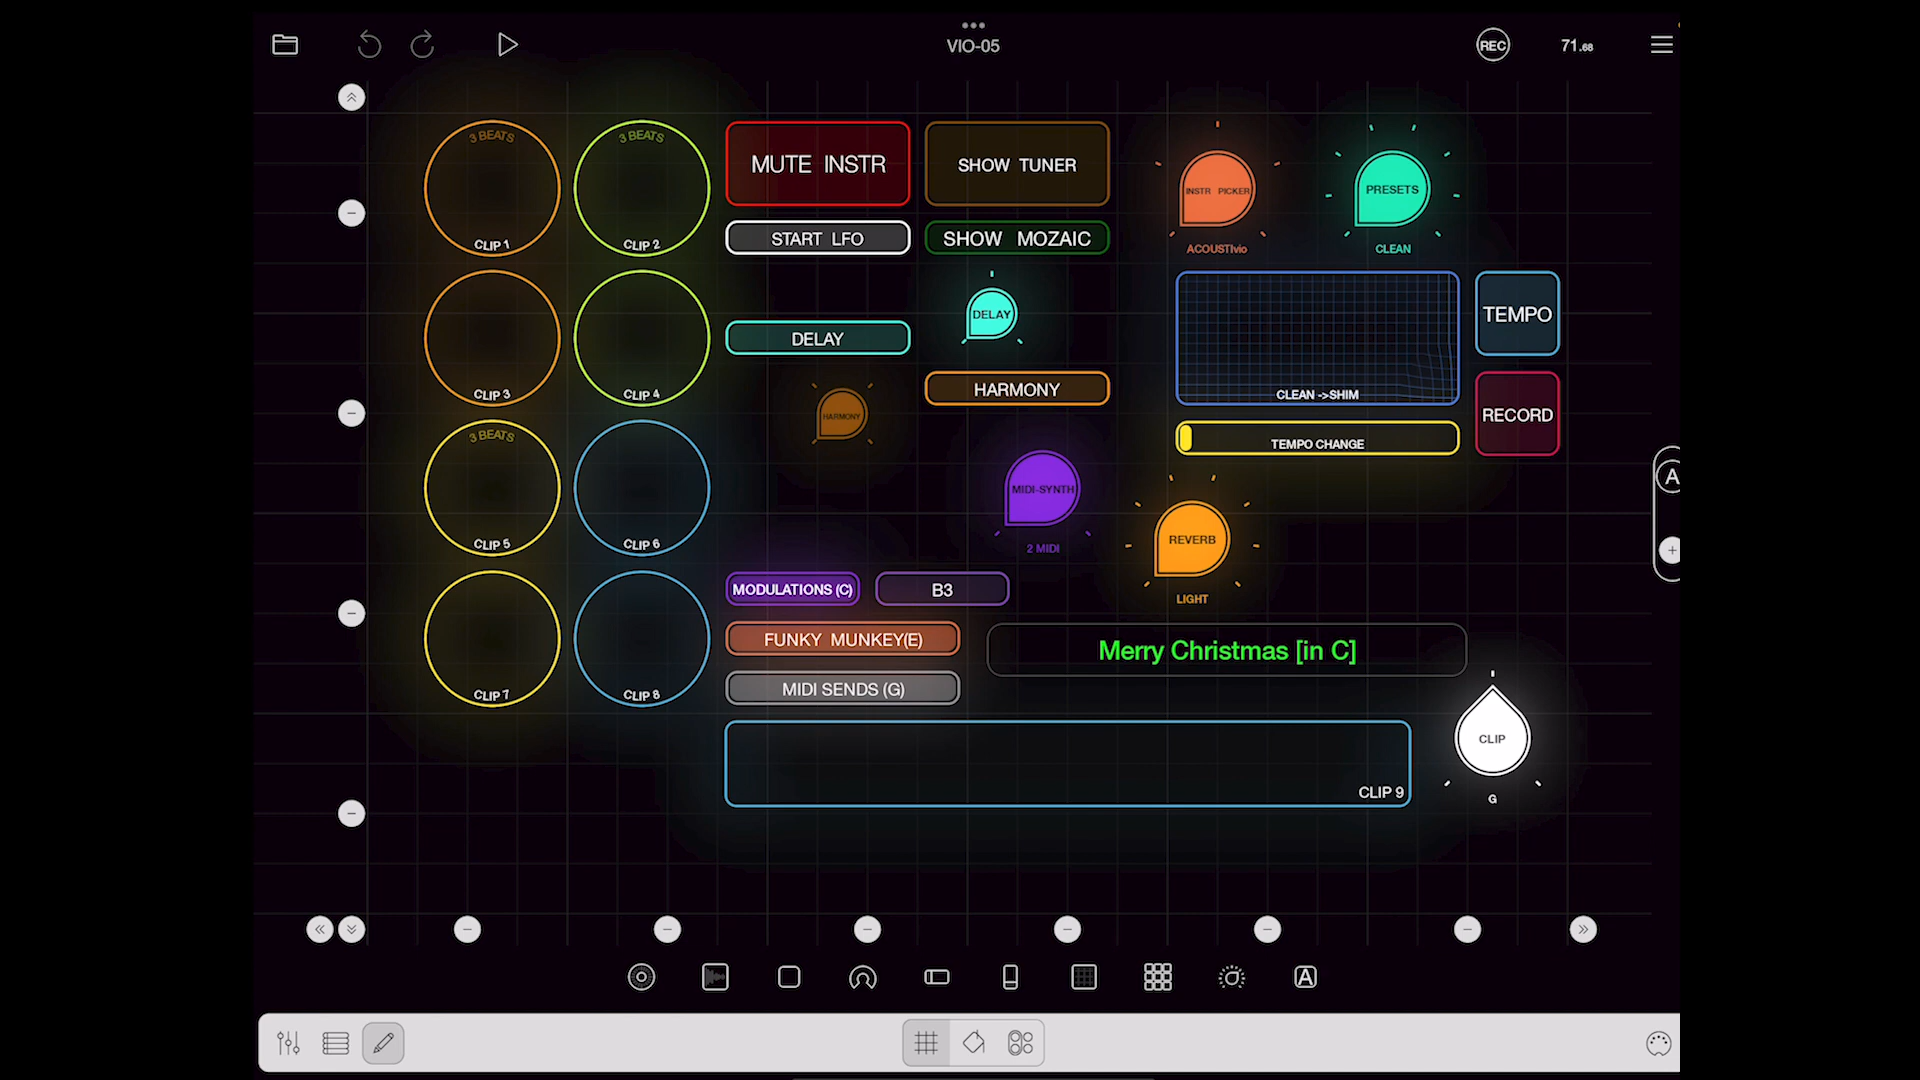 VIO-05
REC
71.68
3 BEATS
CLIP 1
3 BEATS
CLIP 2
MUTE INSTR
SHOW TUNER
INSTR PICKER
ACOUSTIvio
PRESETS
CLEAN
START LFO
SHOW MOZAIC
CLIP 3
CLIP 4
DELAY
DELAY
CLEAN ->SHIM
TEMPO
HARMONY
HARMONY
RECORD
TEMPO CHANGE
3 BEATS
CLIP 5
CLIP 6
MIDI-SYNTH
2 MIDI
REVERB
LIGHT
A
MODULATIONS (C)
B3
FUNKY MUNKEY(E)
Merry Christmas [in C]
CLIP 7
CLIP 8
MIDI SENDS (G)
CLIP 9
CLIP
G
A